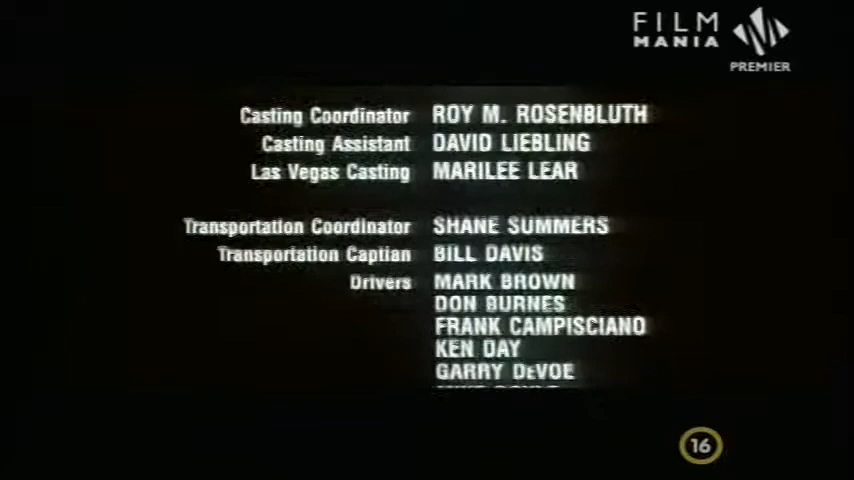 FILM
MANIA
PREMIER
Casting Coordinator ROY M. ROSENBLUTH
Casting Assistant DAVID LIEBLING
Las Vegas Casting MARILEE LEAR
Transportation Coordinator SHANE SUMMERS
Transportation Captian BILL DAVIS
Drivers MARK BROWN
DON BURNES
FRANK CAMPISCIANO
KEN DAY
GARRY DeVOE
16